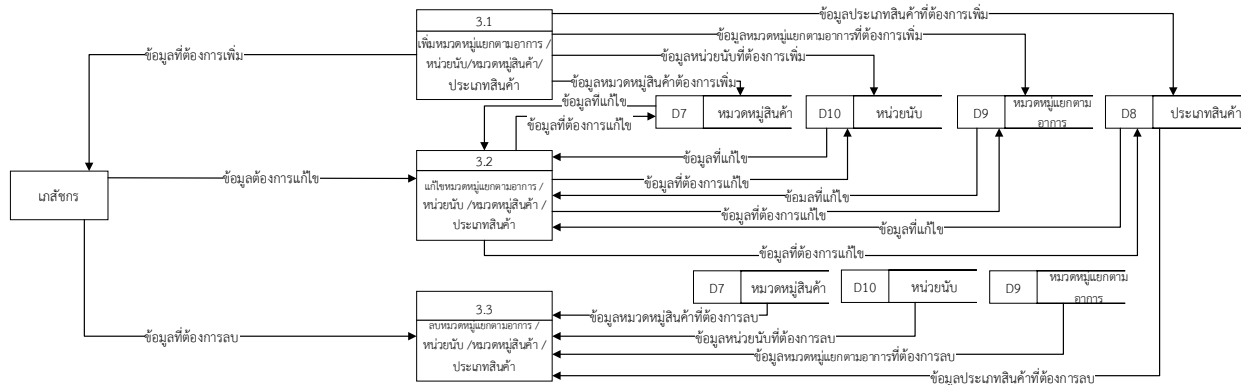 3.1
เพิ่มหมวดหมู่แยกตามอาการ /
หน่วยนับ/หมวดหมู่สินค้า/
ประเภทสินค้า
ข้อมูลประเภทสินค้าที่ต้องการเพิ่ม
ข้อมูลหมวดหมู่แยกตามอาการที่ต้องการเพิ่ม
ข้อมูลที่ต้องการเพิ่ม
ข้อมูลหน่วยนับที่ต้องการเพิ่ม
ข้อมูลหมวดหมู่สินค้าต้องการเพิ่ม
ข้อมูลที่แก้ไข
ข้อมูลที่ต้องการแก้ไข
D7
หมวดหมู่สินค้า
D10
หน่วยนับ
D9
หมวดหมู่แยกตาม
อาการ
D8
ประเภทสินค้า
เภสัชกร
ข้อมูลต้องการแก้ไข
3.2
แก้ไขหมวดหมู่แยกตามอาการ /
หน่วยนับ /หมวดหมู่สินค้า /
ประเภทสินค้า
ข้อมูลที่แก้ไข
ข้อมูลที่ต้องการแก้ไข
ข้อมูลที่แก้ไข
ข้อมูลที่ต้องการแก้ไข
ข้อมูลที่แก้ไข
ข้อมูลที่ต้องการแก้ไข
D7
หมวดหมู่สินค้า
D10
หน่วยนับ
D9
หมวดหมู่แยกตาม
อาการ
3.3
ลบหมวดหมู่แยกตามอาการ /
หน่วยนับ /หมวดหมู่สินค้า /
ประเภทสินค้า
ข้อมูลที่ต้องการลบ
ข้อมูลหมวดหมู่สินค้าที่ต้องการลบ
ข้อมูลหน่วยนับที่ต้องการลบ
ข้อมูลหมวดหมู่แยกตามอาการที่ต้องการลบ
ข้อมูลประเภทสินค้าที่ต้องการลบ